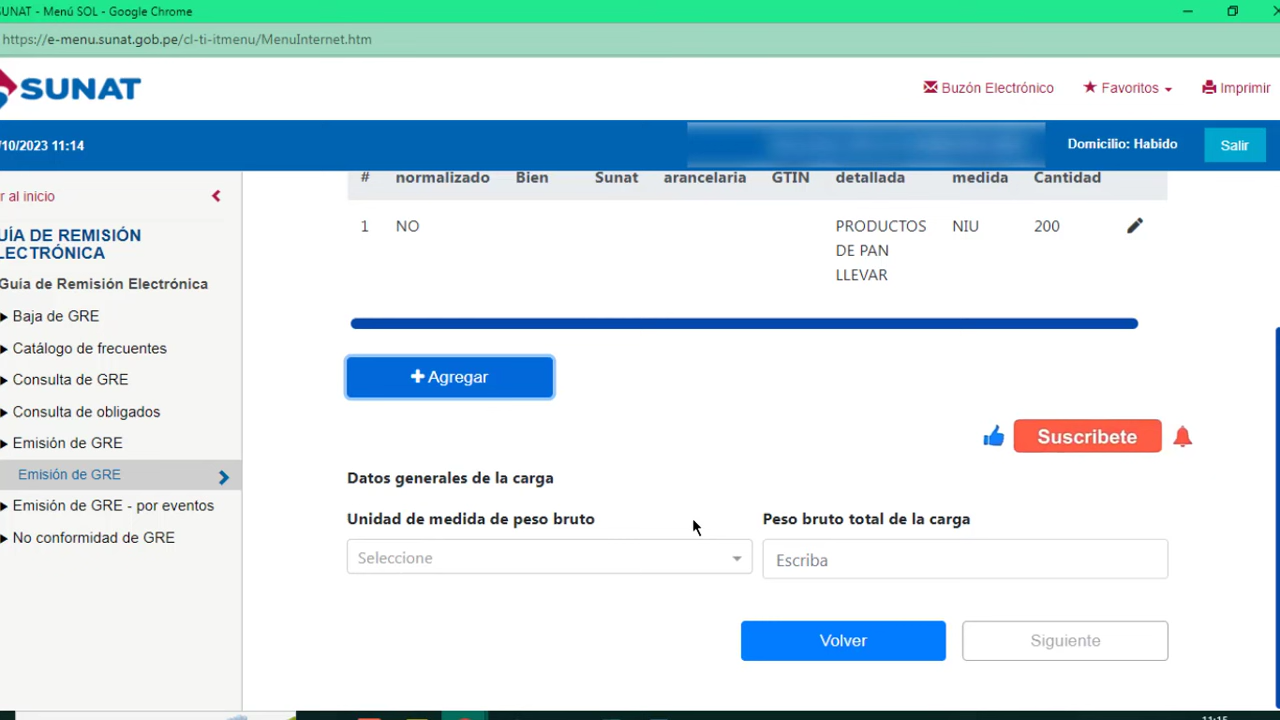 SUNAT - Menú SOL - Google Chrome
https://e-menu.sunat.gob.pe/cl-ti-itmenu/MenuInternet.htm
SUNAT
Buzón Electrónico
Favoritos
Imprimir
/10/2023 11:14
Domicilio: Habido
Salir
r al inicio
UÍA DE REMISIÓN
LECTRÓNICA
Guía de Remisión Electrónica
Baja de GRE
Catálogo de frecuentes
Consulta de GRE
Consulta de obligados
Emisión de GRE
Emisión de GRE
Emisión de GRE - por eventos
No conformidad de GRE
# normalizado Bien Sunat arancelaria GTIN detallada medida Cantidad
1 NO PRODUCTOS NIU 200
DE PAN
LLEVAR
+ Agregar
Suscribete
Datos generales de la carga
Unidad de medida de peso bruto
Peso bruto total de la carga
Seleccione
Escriba
Volver
Siguiente